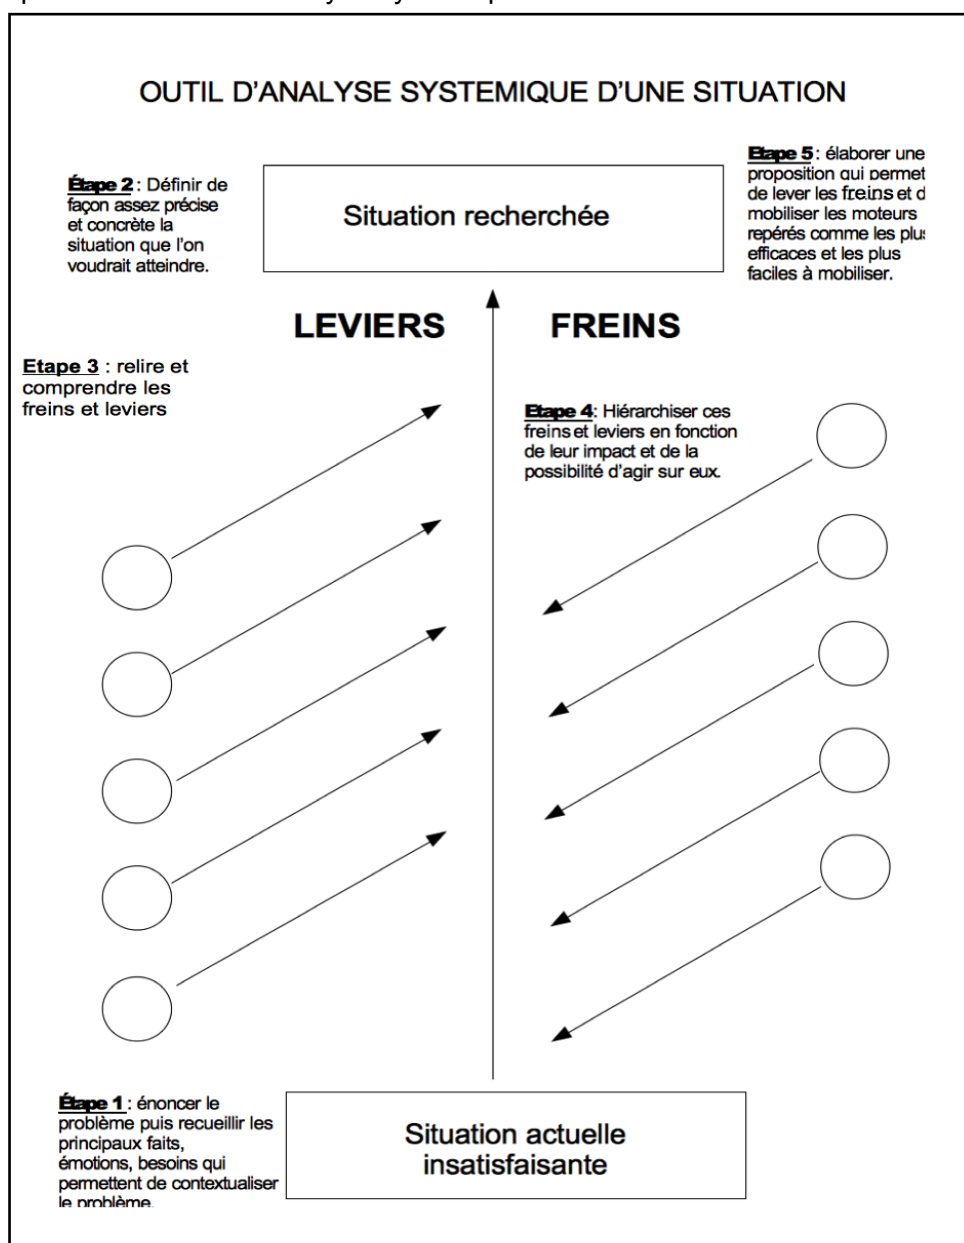 OUTIL D'ANALYSE SYSTEMIQUE D'UNE SITUATION
Étape 2 : Définir de
façon assez précise
et concrète la
situation que l'on
voudrait atteindre.
Situation recherchée
Etape 5 : élaborer une
proposition qui permet
de lever les freins et d
mobiliser les moteurs
repérés comme les plus
efficaces et les plus
faciles à mobiliser.
LEVIERS
FREINS
Etape 3 : relire et
comprendre les
freins et leviers
Etape 4: Hiérarchiser ces
freins et leviers en fonction
de leur impact et de la
possibilité d'agir sur eux.
Étape 1 : énoncer le
problème puis recueillir les
principaux faits,
émotions, besoins qui
permettent de contextualiser
le problème.
Situation actuelle
insatisfaisante